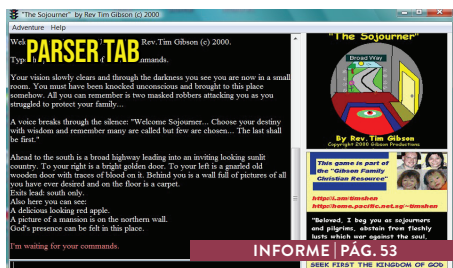 "The Sojourner" by Rev Tim Gibson (c) 2000
Adventure Help
Rev.Tim Gibson (c) 2000.
PARSER TAB
Your vision slowly clears and through the darkness you see you are now in a small
room. You must have been knocked unconscious and brought to this place
somehow. All you can remember is two masked robbers attacking you as you
struggled to protect your family...
A voice breaks through the silence: "Welcome Sojourner... Choose your destiny
with wisdom and remember many are called but few are chosen... The last shall
be first."
Ahead to the south is a broad highway leading into an inviting looking sunlit
country. To your right is a bright golden door. To your left is a gnarled old
wooden door with traces of blood on it. Behind you is a wall full of pictures of all
you have ever desired and on the floor is a carpet.
Exits lead: south only.
Also here you can see:
A delicious looking red apple.
A picture of a mansion is on the northern wall.
God's presence can be felt in this place.
I'm waiting for your commands.
"The Sojourner"
Broad Way
By Rev. Tim Gibson
Copyright 2000 Gibson Productions
This game is part of
the "Gibson Family
Christian Resource"
http://i.am/timshen
http://home.pacific.net.sg/~timshen
"Beloved, I beg you as sojourners
and pilgrims, abstain from fleshly
lusts which war against the soul,
INFORME | PÁG. 53
SEEK FIRST THE KINGDOM OF GOD